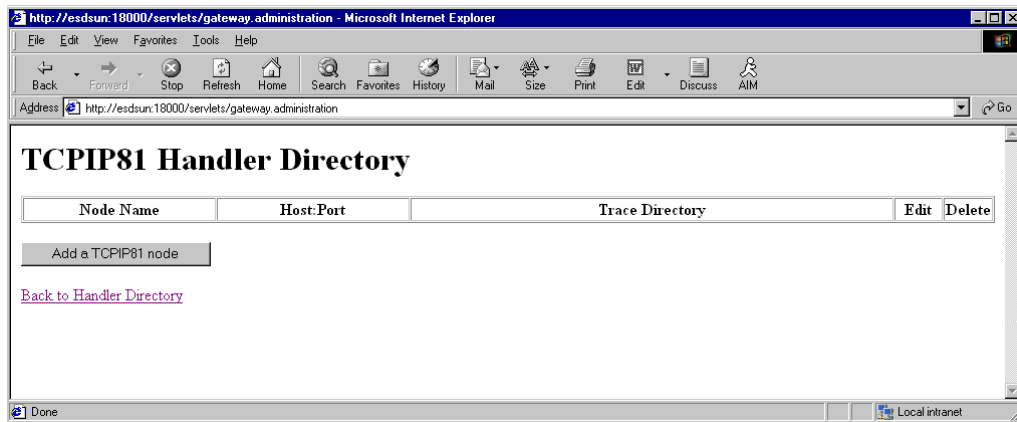 http://esdsun:18000/servlets/gateway.administration - Microsoft Internet Explorer
File Edit View Favorites Tools Help
Back Forward Stop Refresh Home Search Favorites History Mail Size Print Edit Discuss AIM
Address http://esdsun:18000/servlets/gateway.administration Go
TCPIP81 Handler Directory
Node Name Host:Port Trace Directory Edit Delete
Add a TCPIP81 node
Back to Handler Directory
Done Local intranet